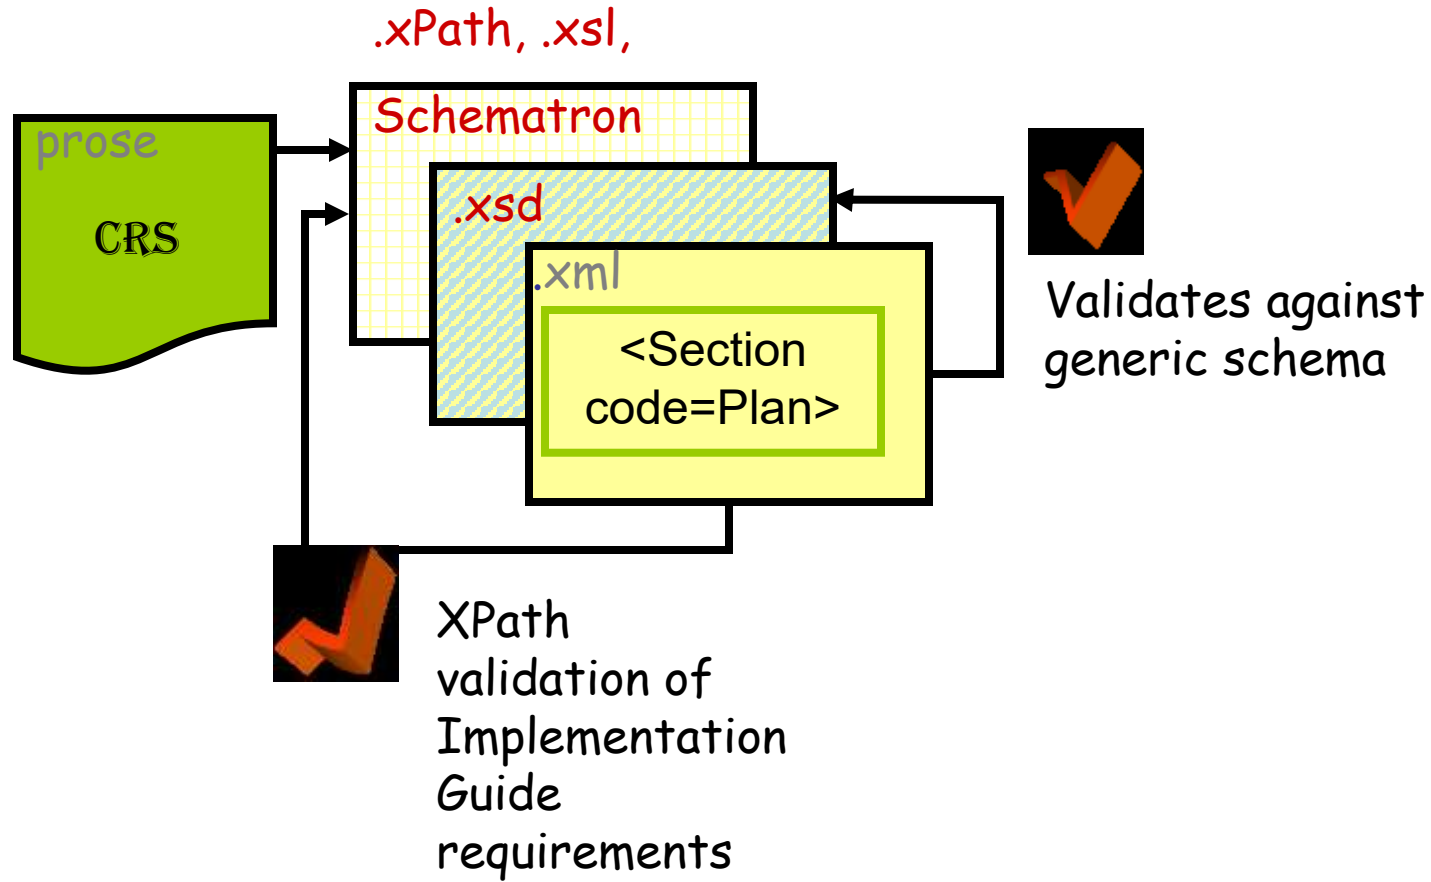 .xPath, .xsl,
Schematron
prose
CRS
.xsd
.xml
<Section
code=Plan>
Validates against
generic schema
XPath
validation of
Implementation
Guide
requirements